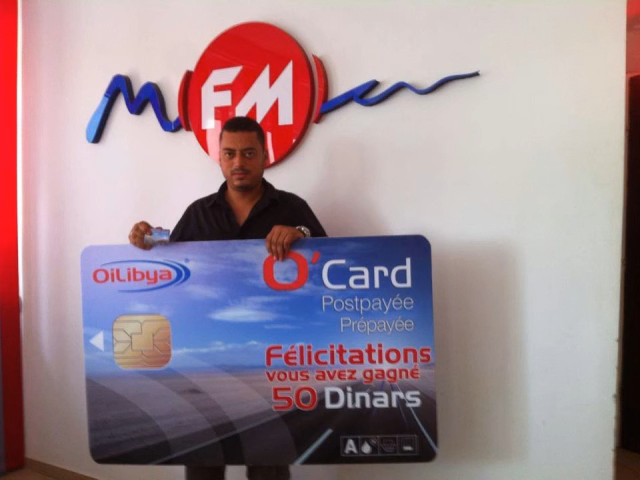 FM
OiLibya
O'Card
Postpayée
Prépayée
Félicitations
vous avez gagné
50 Dinars
A